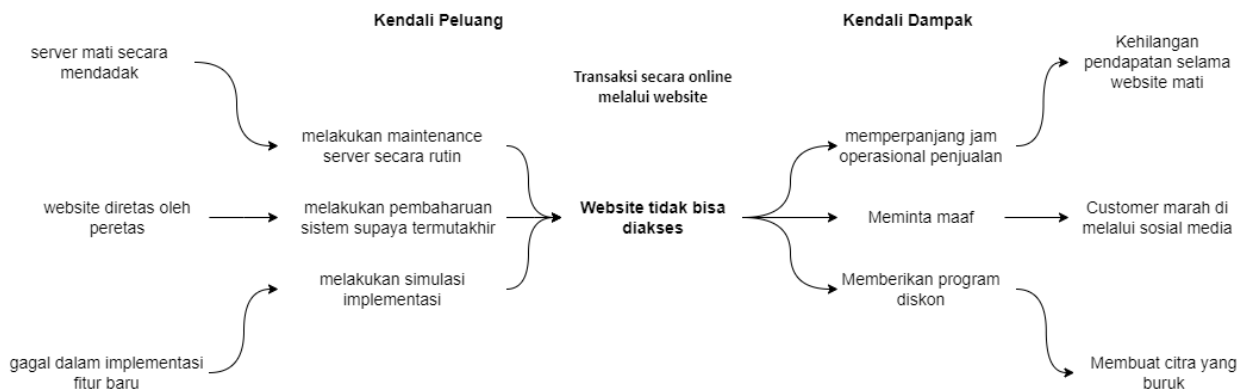 Kendali Peluang
Kendali Dampak
server mati secara
mendadak
Kehilangan
pendapatan selama
website mati
Transaksi secara online
melalui website
melakukan maintenance
server secara rutin
memperpanjang jam
operasional penjualan
website diretas oleh
peretas
melakukan pembaharuan
sistem supaya termutakhir
Website tidak bisa
diakses
Meminta maaf
Customer marah di
melalui sosial media
melakukan simulasi
implementasi
Memberikan program
diskon
gagal dalam implementasi
fitur baru
Membuat citra yang
buruk